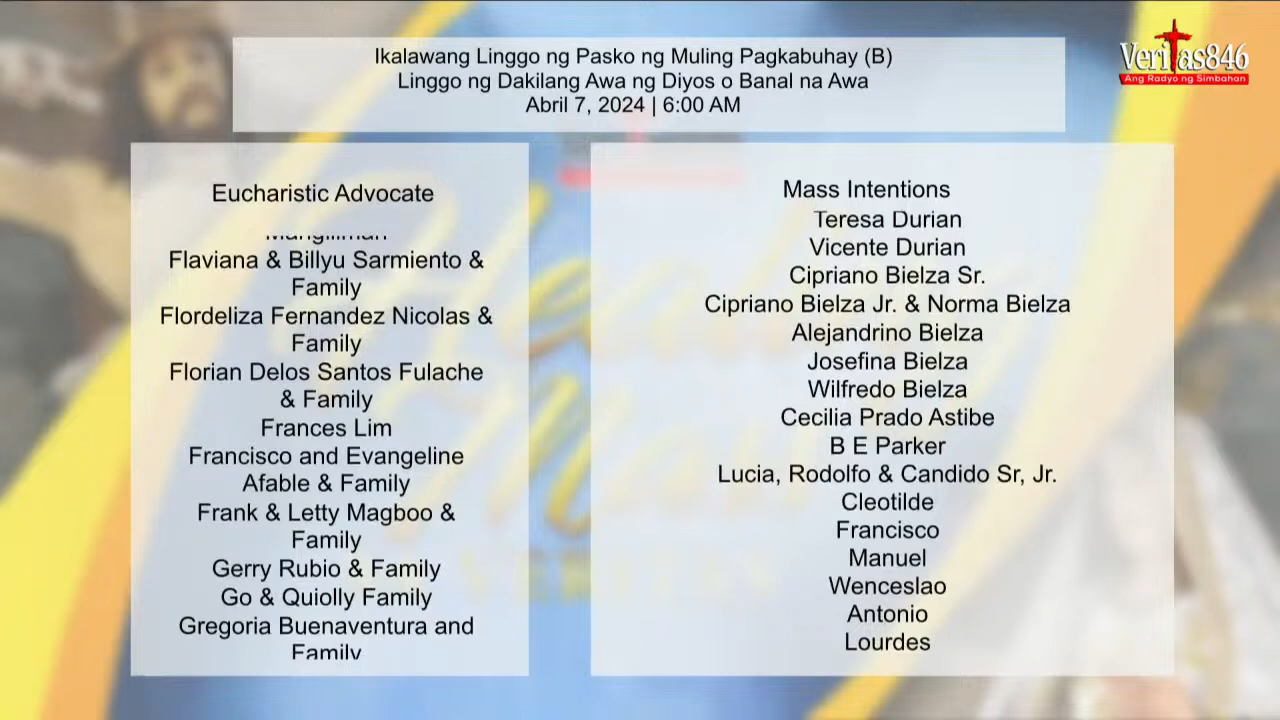 Ikalawang Linggo ng Pasko ng Muling Pagkabuhay (B)
Linggo ng Dakilang Awa ng Diyos o Banal na Awa
Abril 7, 2024 | 6:00 AM
Veritas846
Ang Radyo ng Simbahan
Eucharistic Advocate
Flaviana & Billyu Sarmiento &
Family
Flordeliza Fernandez Nicolas &
Family
Florian Delos Santos Fulache
& Family
Frances Lim
Francisco and Evangeline
Afable & Family
Frank & Letty Magboo &
Family
Gerry Rubio & Family
Go & Quiolly Family
Gregoria Buenaventura and
Family
Mass Intentions
Teresa Durian
Vicente Durian
Cipriano Bielza Sr.
Cipriano Bielza Jr. & Norma Bielza
Alejandrino Bielza
Josefina Bielza
Wilfredo Bielza
Cecilia Prado Astibe
B E Parker
Lucia, Rodolfo & Candido Sr, Jr.
Cleotilde
Francisco
Manuel
Wenceslao
Antonio
Lourdes